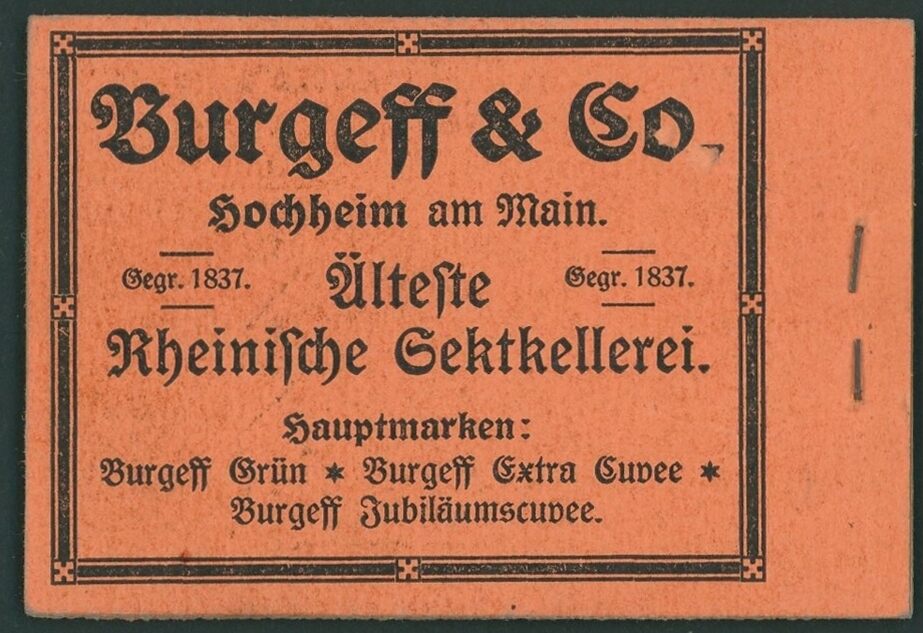 Burgeff & Co.
Hochheim am Main.
Gegr. 1837. Älteſte Gegr. 1837.
Rheiniſche Sektkellerei.
Hauptmarken:
Burgeff Grün * Burgeff Extra Cuvee *
Burgeff Jubiläumscuvee.